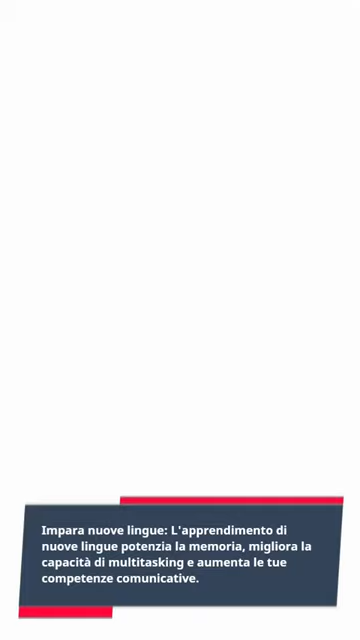 Impara nuove lingue: L'apprendimento di
nuove lingue potenzia la memoria, migliora la
capacità di multitasking e aumenta le tue
competenze comunicative.